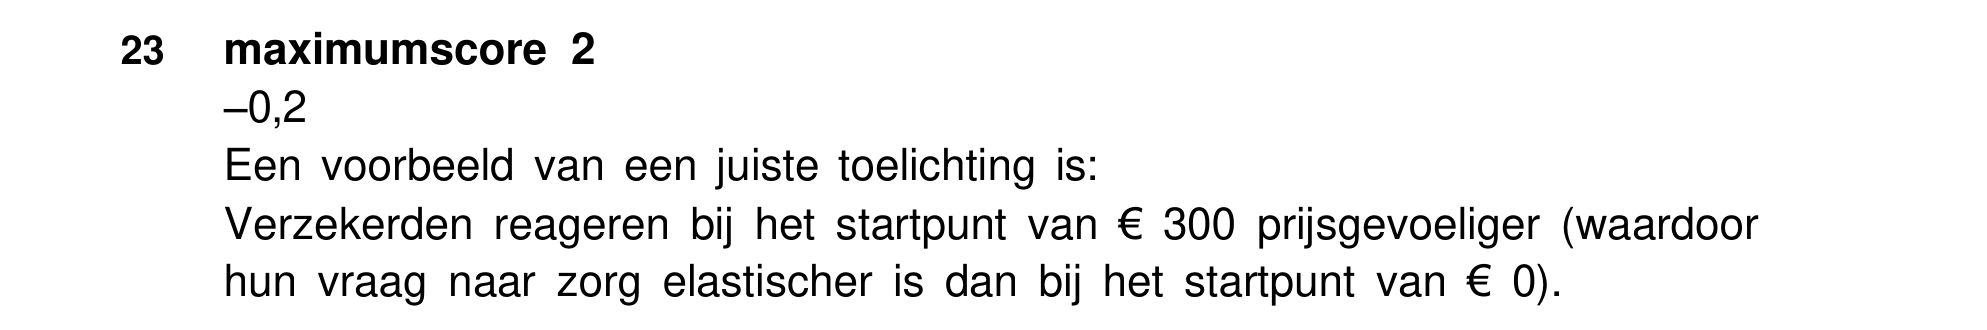 23 maximumscore 2
–0,2
Een voorbeeld van een juiste toelichting is:
Verzekerden reageren bij het startpunt van € 300 prijsgevoeliger (waardoor
hun vraag naar zorg elastischer is dan bij het startpunt van € 0).